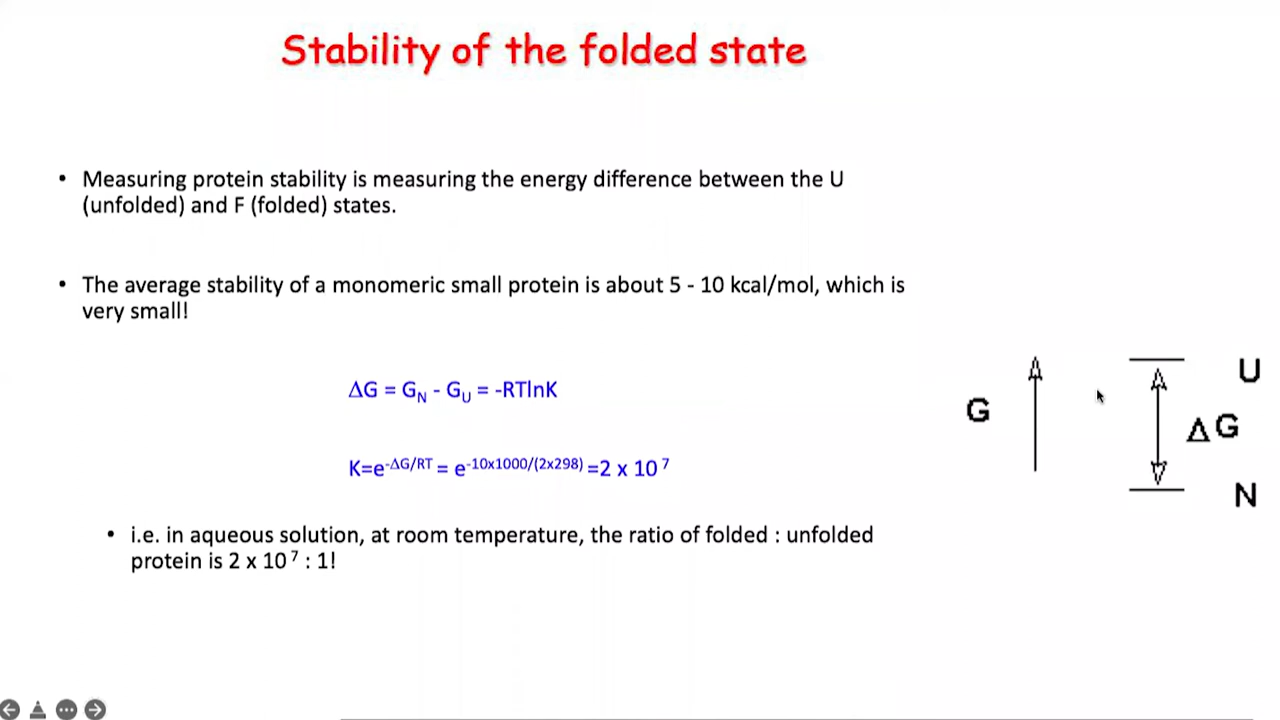 Stability of the folded state
• Measuring protein stability is measuring the energy difference between the U
(unfolded) and F (folded) states.
• The average stability of a monomeric small protein is about 5 - 10 kcal/mol, which is
very small!
ΔG = G_N - G_U = -RTlnK
K=e^-ΔG/RT = e^-10x1000/(2x298) =2 x 10^7
• i.e. in aqueous solution, at room temperature, the ratio of folded : unfolded
protein is 2 x 10^7 : 1!
U
G
ΔG
N